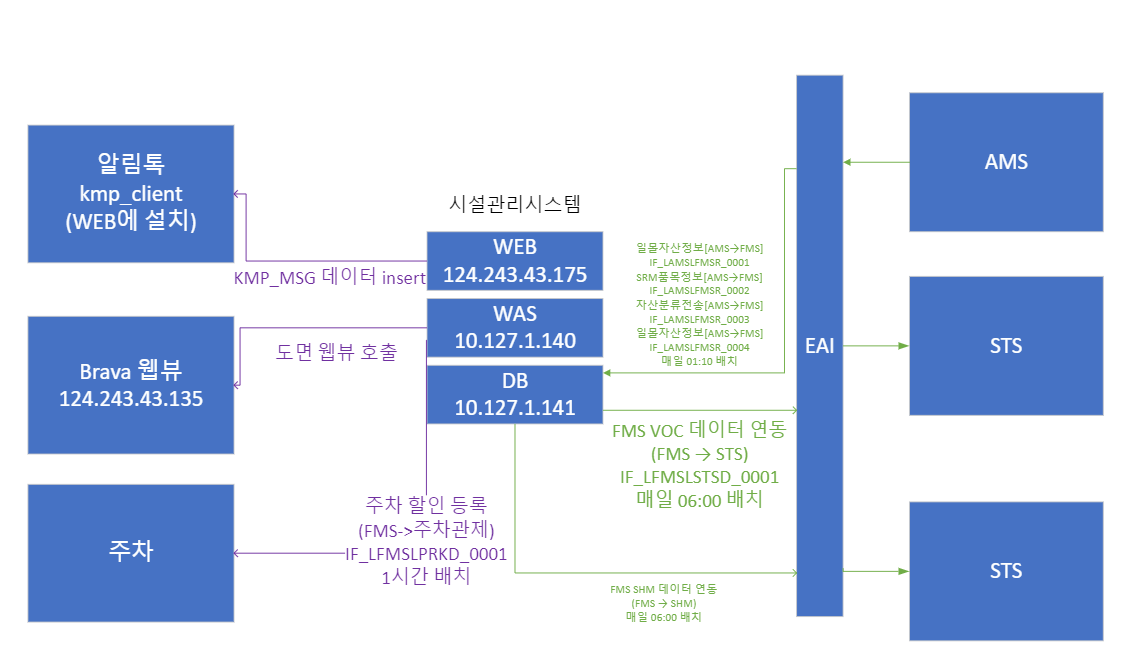 알림톡
kmp_client
(WEB에 설치)
KMP_MSG 데이터 insert
Brava 웹뷰
124.243.43.135
도면 웹뷰 호출
주차
주차 할인 등록
(FMS->주차관제)
IF_LFMSLPRKD_0001
1시간 배치
시설관리시스템
WEB
124.243.43.175
WAS
10.127.1.140
DB
10.127.1.141
일몰자산정보[AMS→FMS]
IF_LAMSLFMSR_0001
SRM품목정보[AMS→FMS]
IF_LAMSLFMSR_0002
자산분류전송[AMS→FMS]
IF_LAMSLFMSR_0003
일몰자산정보[AMS→FMS]
IF_LAMSLFMSR_0004
매일 01:10 배치
FMS VOC 데이터 연동
(FMS → STS)
IF_LFMSLSTSD_0001
매일 06:00 배치
FMS SHM 데이터 연동
(FMS → SHM)
매일 06:00 배치
EAI
AMS
STS
STS